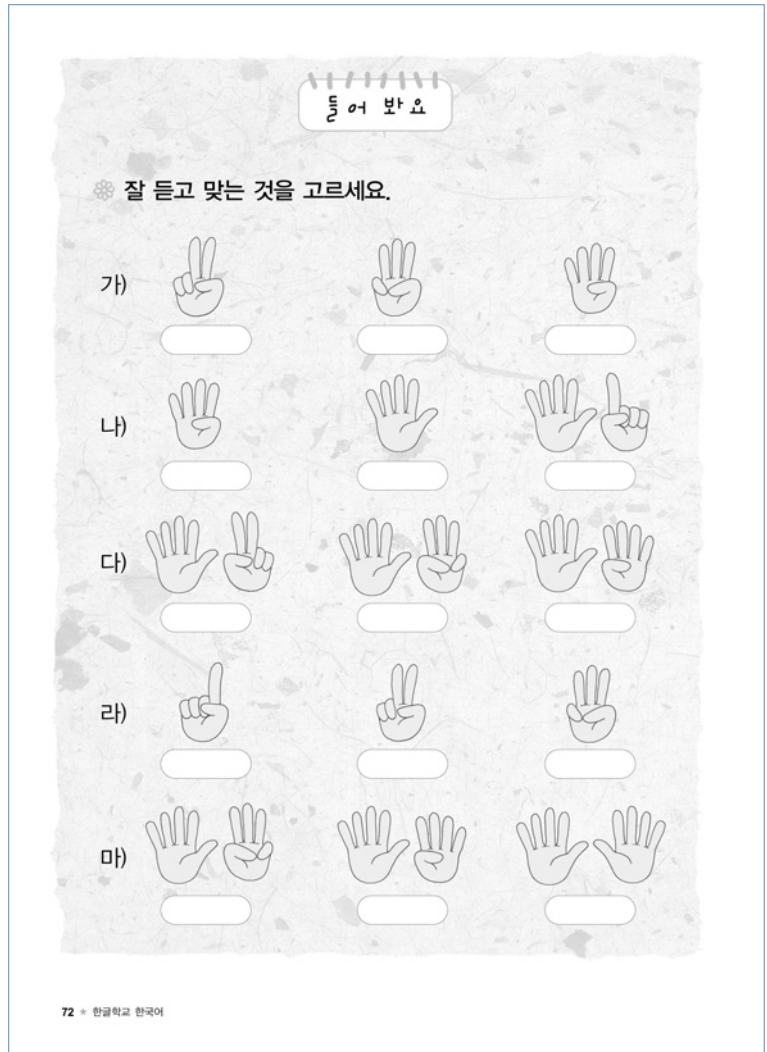 들어 봐요
잘 듣고 맞는 것을 고르세요.
가)
나)
다)
라)
마)
72 * 한글학교 한국어